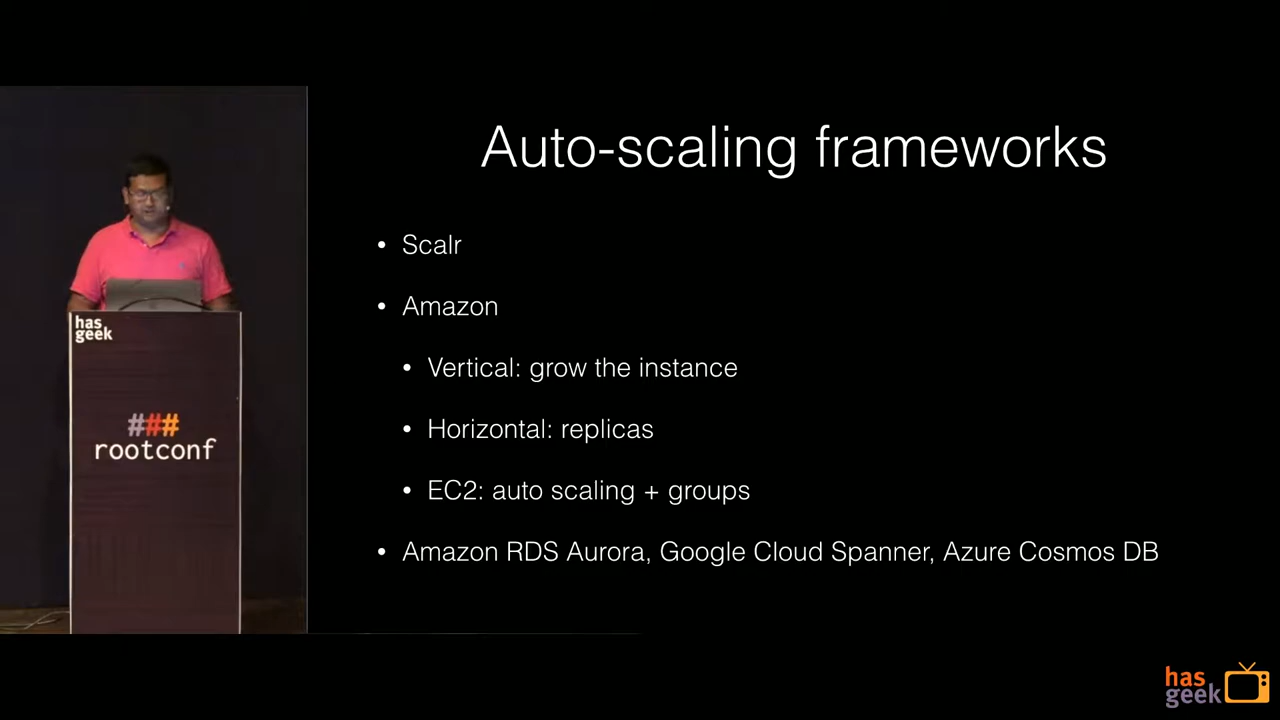 Auto-scaling frameworks
• Scalr
• Amazon
• Vertical: grow the instance
• Horizontal: replicas
• EC2: auto scaling + groups
• Amazon RDS Aurora, Google Cloud Spanner, Azure Cosmos DB
has
geek
###
rootconf
has
geek